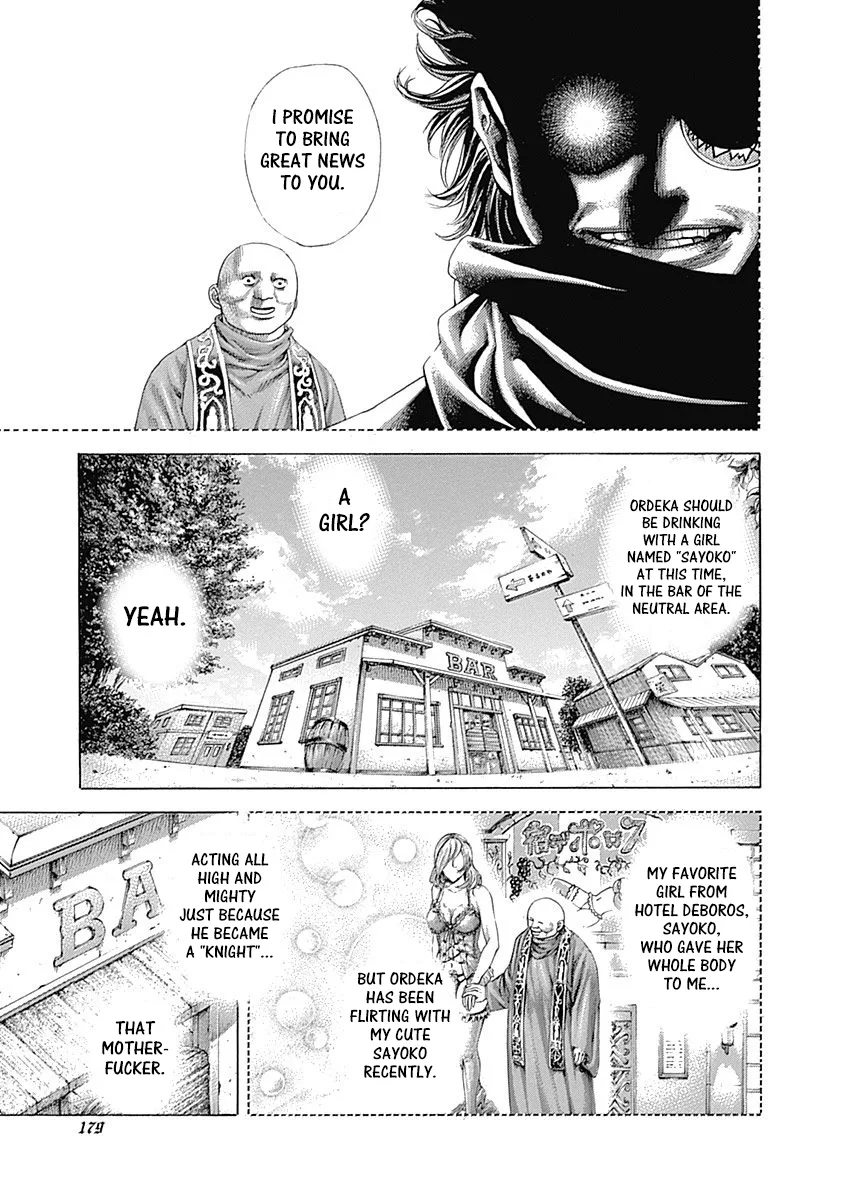 I PROMISE
TO BRING
GREAT NEWS
TO YOU.
ORDEKA SHOULD
BE DRINKING
WITH A GIRL
NAMED "SAYOKO"
AT THIS TIME,
IN THE BAR OF THE
NEUTRAL AREA.
A
GIRL?
YEAH.
BAR
MY FAVORITE
GIRL FROM
HOTEL DEBOROS,
SAYOKO,
WHO GAVE HER
WHOLE BODY
TO ME...
BUT ORDEKA
HAS BEEN
FLIRTING WITH
MY CUTE
SAYOKO
RECENTLY.
ACTING ALL
HIGH AND
MIGHTY
JUST BECAUSE
HE BECAME
A "KNIGHT"...
BA
THAT
MOTHER-
FUCKER.
179